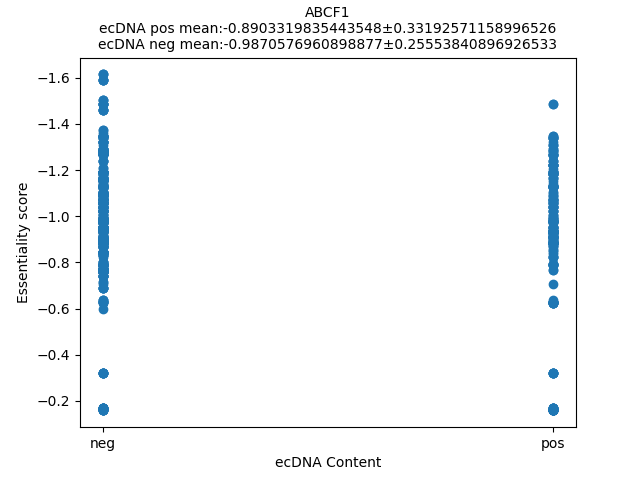 ABCF1
ecDNA pos mean:-0.8903319835443548±0.33192571158996526
ecDNA neg mean:-0.9870576960898877±0.25553840896926533
−1.6
−1.4
−1.2
−1.0
−0.8
−0.6
−0.4
−0.2
Essentiality score
neg
pos
ecDNA Content